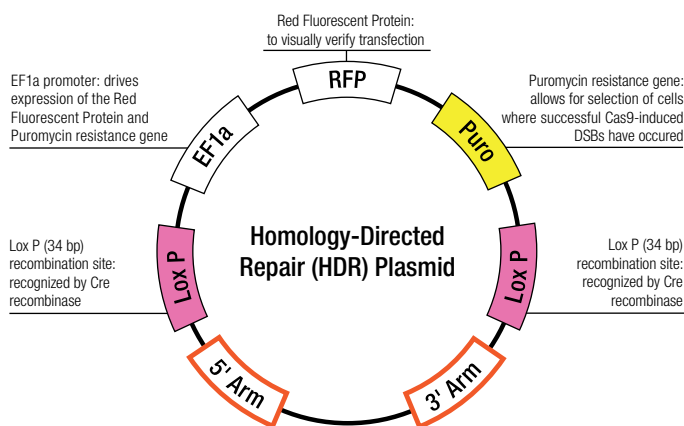 Red Fluorescent Protein:
to visually verify transfection
RFP
EF1a promoter: drives
expression of the Red
Fluorescent Protein and
Puromycin resistance gene
EF1a
Puromycin resistance gene:
allows for selection of cells
where successful Cas9-induced
DSBs have occured
Puro
Homology-Directed
Repair (HDR) Plasmid
Lox P (34 bp)
recombination site:
recognized by Cre
recombinase
Lox P
Lox P
Lox P (34 bp)
recombination site:
recognized by Cre
recombinase
5' Arm
3' Arm